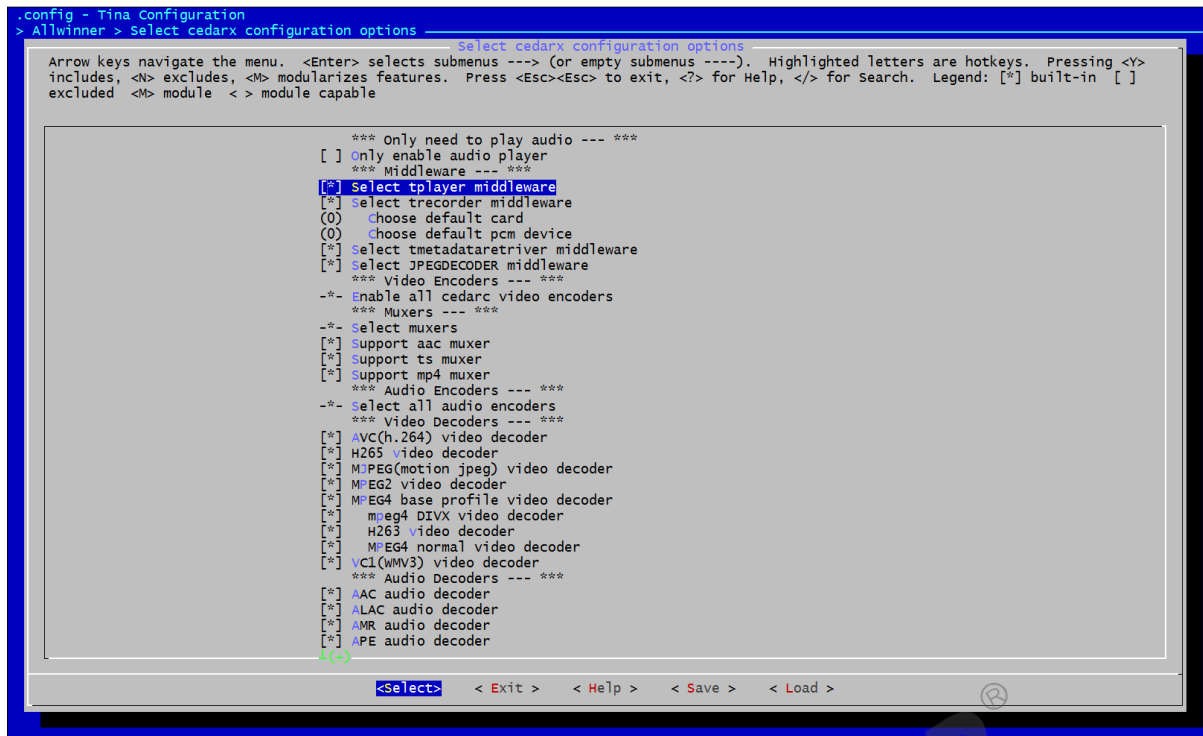 .config - Tina Configuration
> Allwinner > Select cedarx configuration options
Select cedarx configuration options
Arrow keys navigate the menu.  <Enter> selects submenus ---> (or empty submenus ----).  Highlighted letters are hotkeys.  Pressing <Y>
includes, <N> excludes, <M> modularizes features.  Press <Esc><Esc> to exit, <?> for Help, </> for Search.  Legend: [*] built-in  [ ]
excluded  <M> module  < > module capable
*** Only need to play audio --- ***
[ ] Only enable audio player
*** Middleware --- ***
[*] Select tplayer middleware
[*] Select trecorder middleware
(0)   Choose default card
(0)   Choose default pcm device
[*] Select tmetadataretriver middleware
[*] Select JPEGDECODER middleware
*** Video Encoders --- ***
-*- Enable all cedarc video encoders
*** Muxers --- ***
-*- Select muxers
[*] Support aac muxer
[*] Support ts muxer
[*] Support mp4 muxer
*** Audio Encoders --- ***
-*- Select all audio encoders
*** Video Decoders --- ***
[*] AVC(h.264) video decoder
[*] H265 video decoder
[*] MJPEG(motion jpeg) video decoder
[*] MPEG2 video decoder
[*] MPEG4 base profile video decoder
[*]   mpeg4 DIVX video decoder
[*]   H263 video decoder
[*]   MPEG4 normal video decoder
[*] VC1(WMV3) video decoder
*** Audio Decoders --- ***
[*] AAC audio decoder
[*] ALAC audio decoder
[*] AMR audio decoder
[*] APE audio decoder
↓(+)
<Select>    < Exit >    < Help >    < Save >    < Load >
®